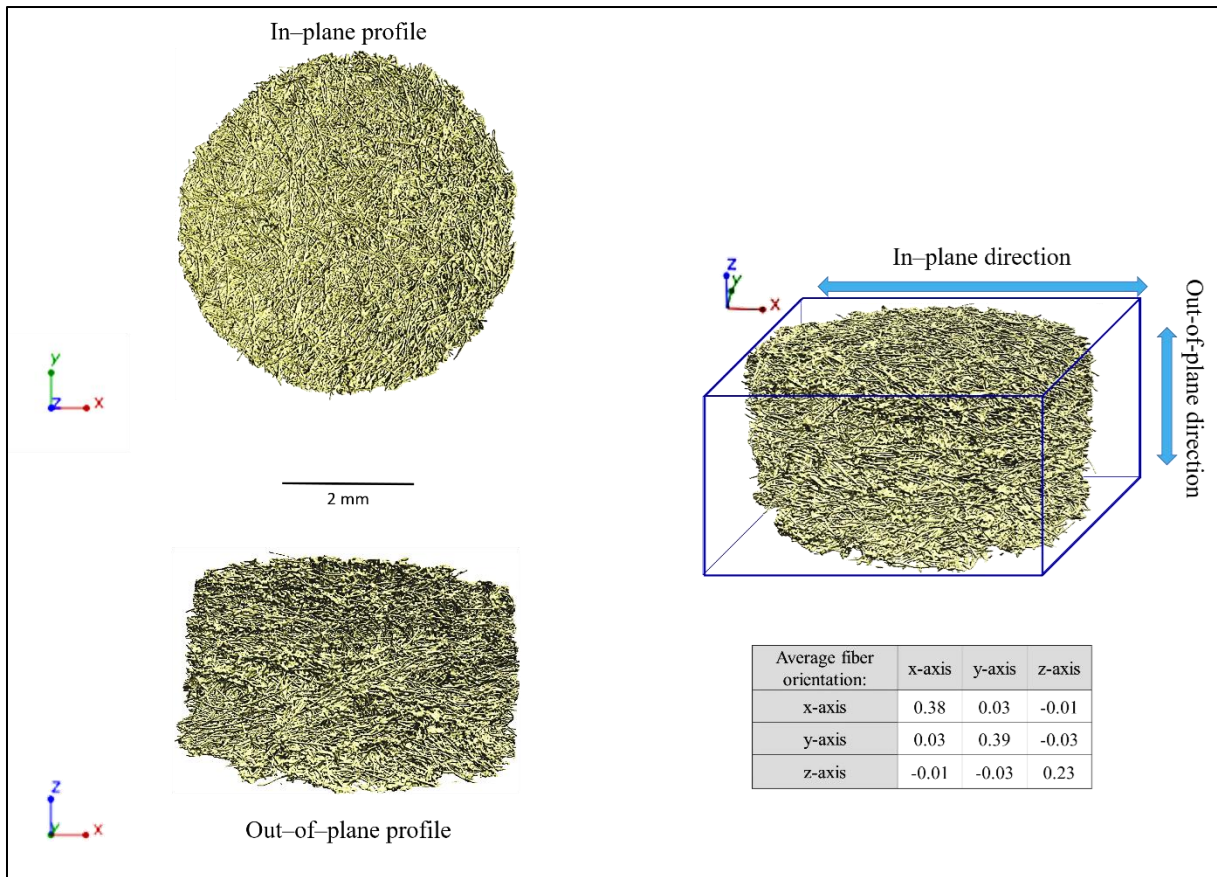 In–plane profile
y
z x
2 mm
z
y x
Out–of–plane profile
In–plane direction
z
y
x
Out-of-plane direction
Average fiber orientation: x-axis y-axis z-axis
x-axis 0.38 0.03 -0.01
y-axis 0.03 0.39 -0.03
z-axis -0.01 -0.03 0.23